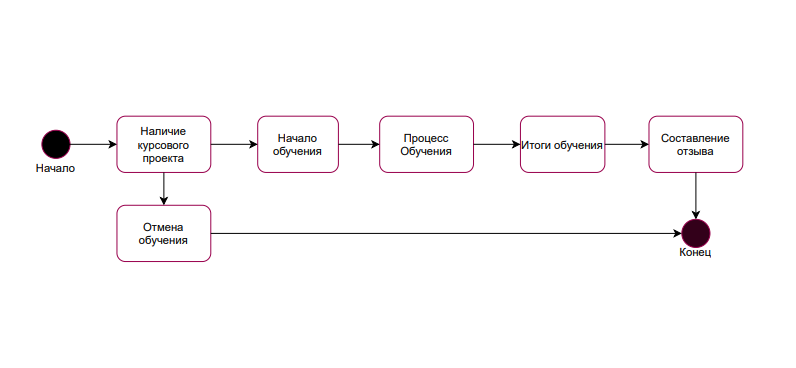 Начало
Наличие
курсового
проекта
Начало
обучения
Процесс
Обучения
Итоги обучения
Составление
отзыва
Отмена
обучения
Конец